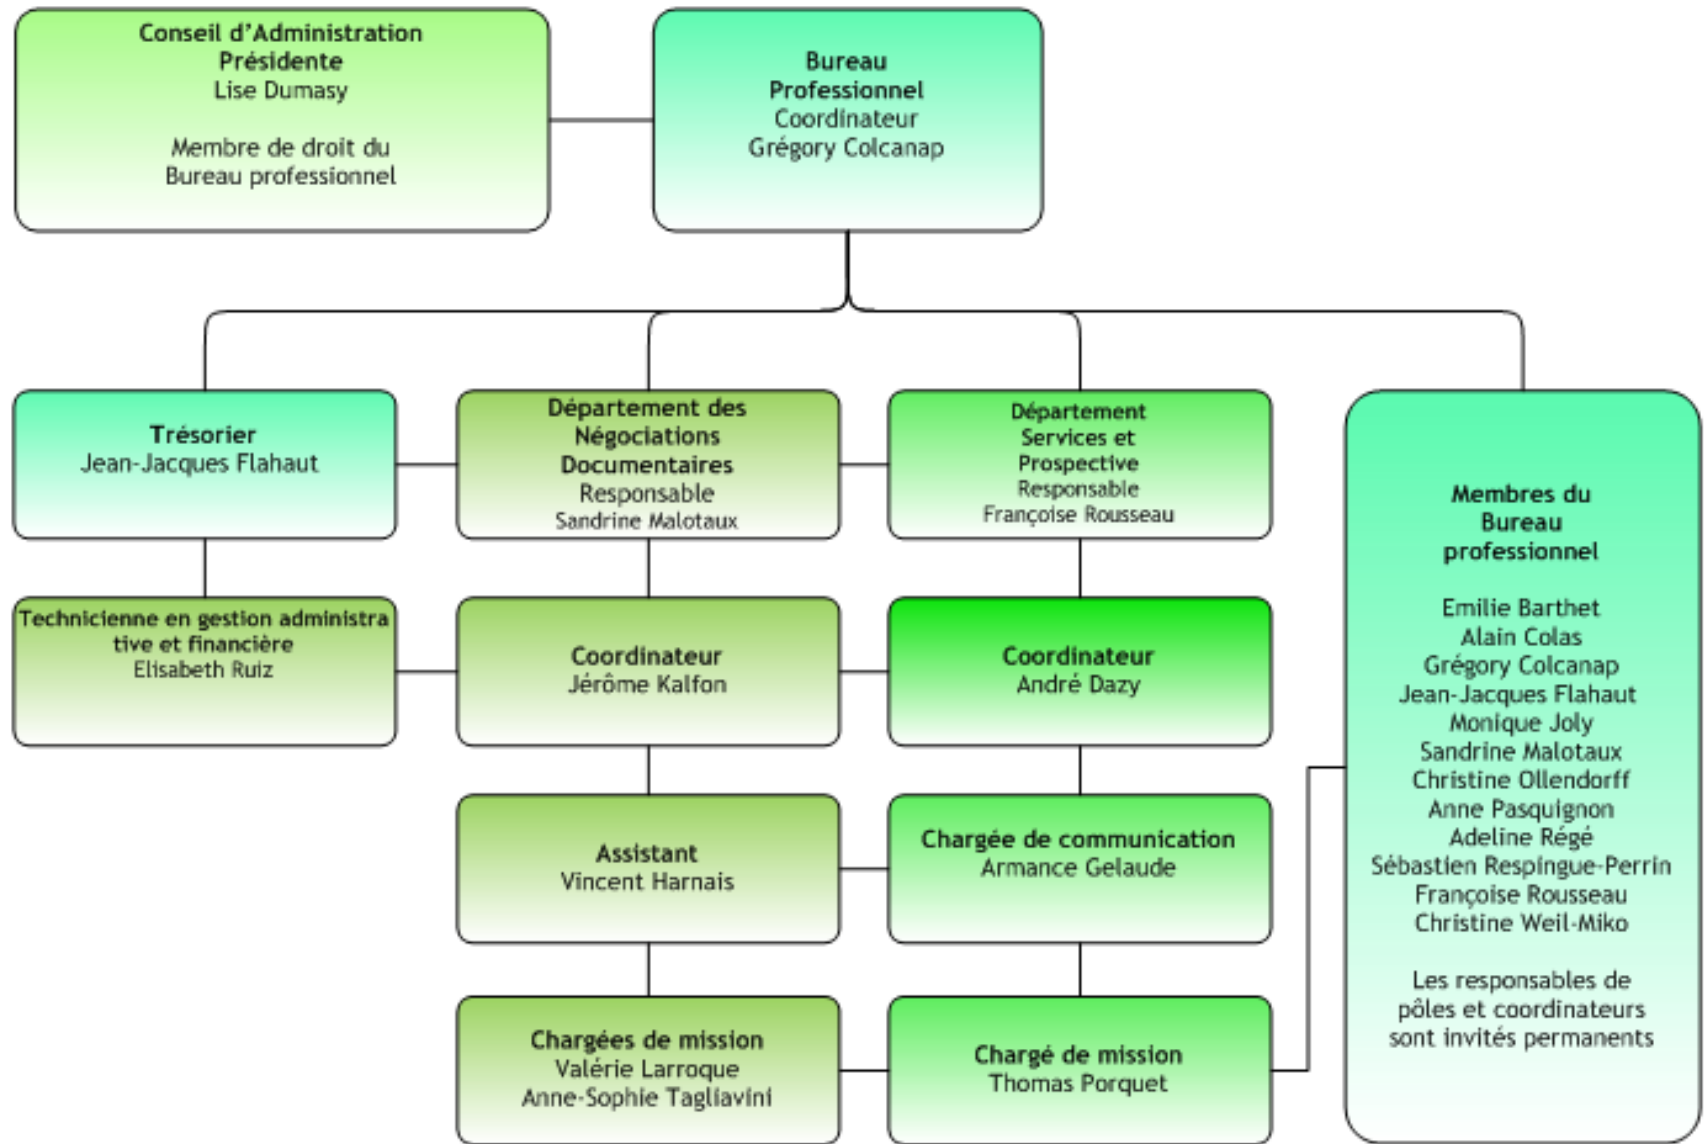 Conseil d'Administration
Présidente
Lise Dumasy
Membre de droit du
Bureau professionnel
Bureau
Professionnel
Coordinateur
Grégory Colcanap
Trésorier
Jean-Jacques Flahaut
Département des
Négociations
Documentaires
Responsable
Sandrine Malotaux
Département
Services et
Prospective
Responsable
Françoise Rousseau
Technicienne en gestion administra
tive et financière
Elisabeth Ruiz
Coordinateur
Jérôme Kalfon
Coordinateur
André Dazy
Assistant
Vincent Harnais
Chargée de communication
Armance Gelaude
Chargées de mission
Valérie Larroque
Anne-Sophie Tagliavini
Chargé de mission
Thomas Porquet
Membres du
Bureau
professionnel
Emilie Barthet
Alain Colas
Grégory Colcanap
Jean-Jacques Flahaut
Monique Joly
Sandrine Malotaux
Christine Ollendorff
Anne Pasquignon
Adeline Régé
Sébastien Respingue-Perrin
Françoise Rousseau
Christine Weil-Miko
Les responsables de
pôles et coordinateurs
sont invités permanents